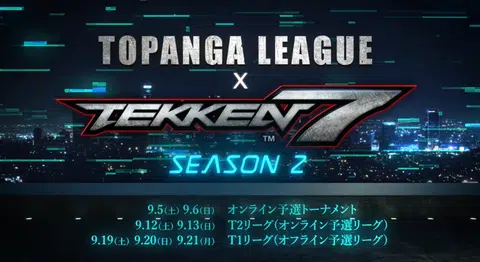 TOPANGA LEAGUE
X
TEKKEN 7
TM
SEASON 2
9.5(土) 9.6(日) オンライン予選トーナメント
9.12(土) 9.13(日) T2リーグ(オンライン予選リーグ)
9.19(土) 9.20(日) 9.21(月) T1リーグ(オフライン予選リーグ)